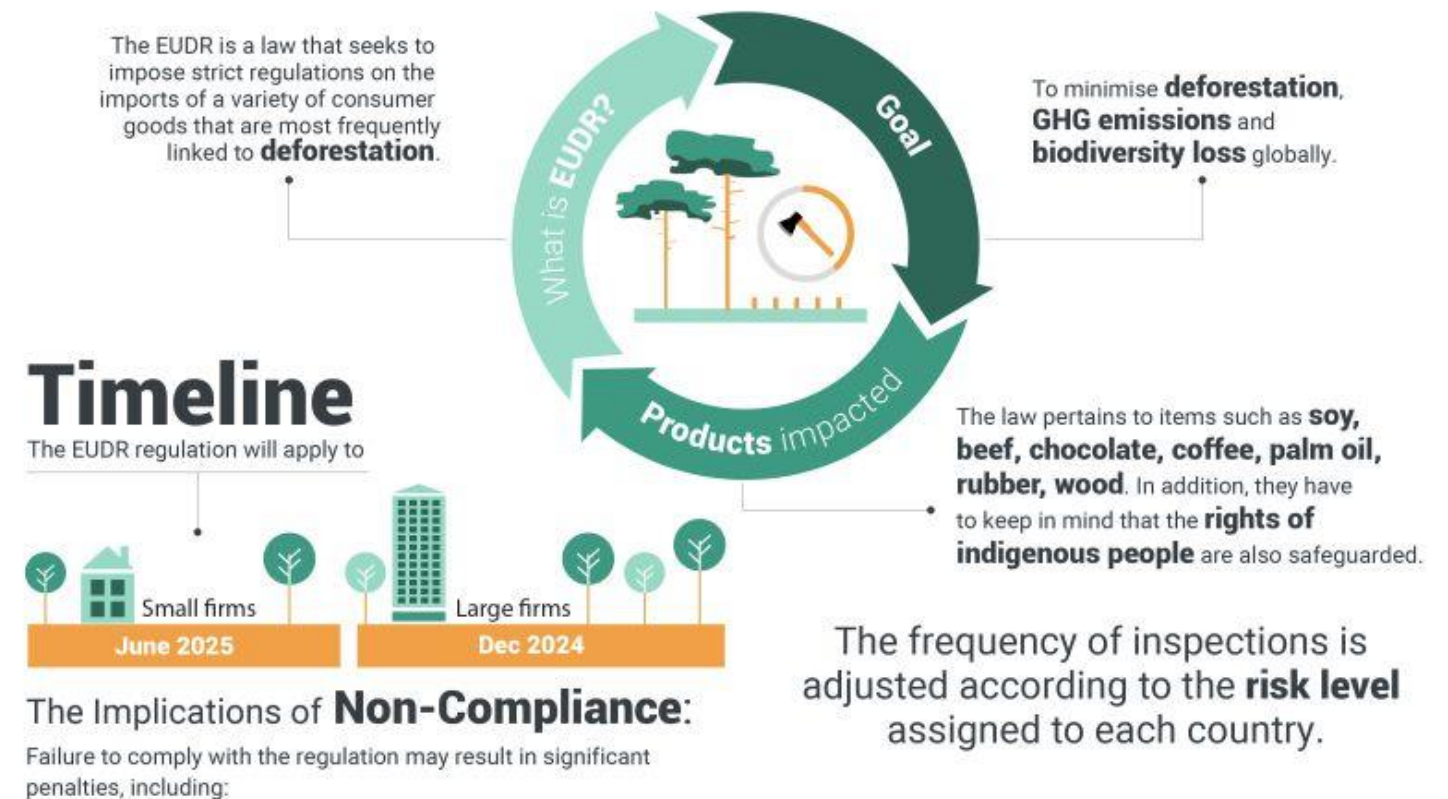 The EUDR is a law that seeks to
impose strict regulations on the
imports of a variety of consumer
goods that are most frequently
linked to deforestation.
What is EUDR?
Goal
To minimise deforestation,
GHG emissions and
biodiversity loss globally.
Products impacted
The law pertains to items such as soy,
beef, chocolate, coffee, palm oil,
rubber, wood. In addition, they have
to keep in mind that the rights of
indigenous people are also safeguarded.
Timeline
The EUDR regulation will apply to
Small firms
June 2025
Large firms
Dec 2024
The frequency of inspections is
adjusted according to the risk level
assigned to each country.
The Implications of Non-Compliance:
Failure to comply with the regulation may result in significant
penalties, including: